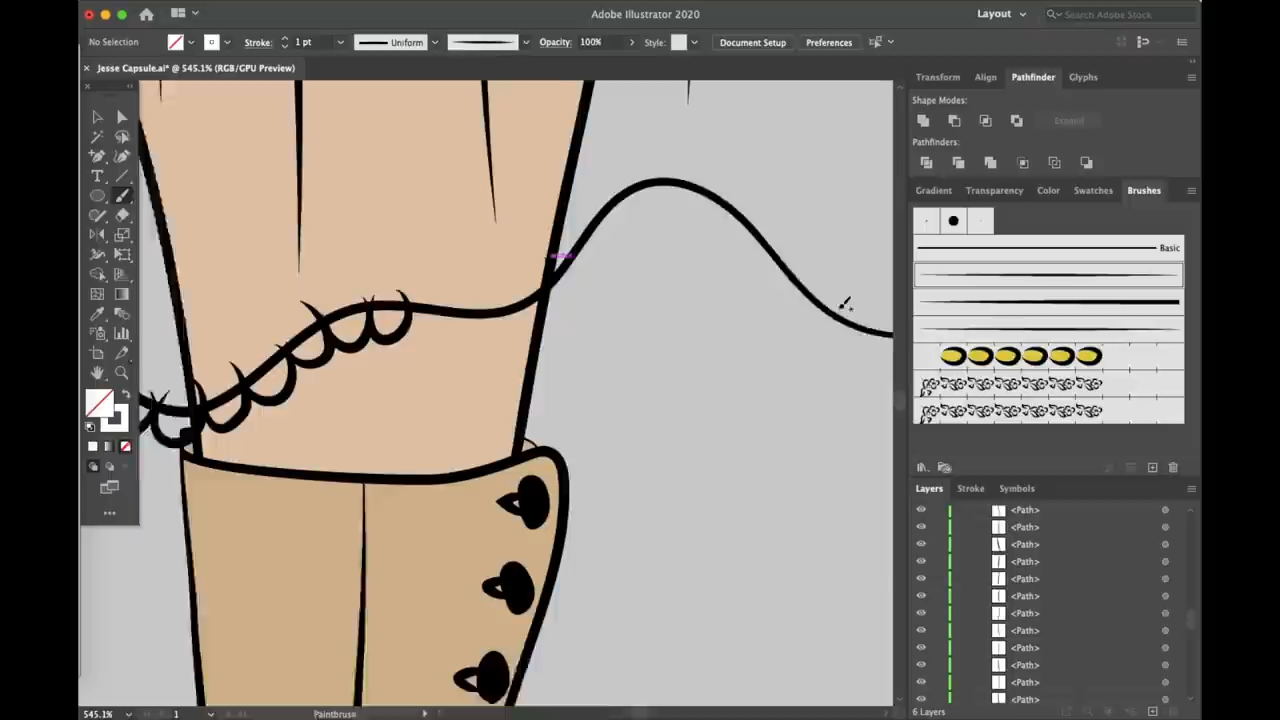 Adobe Illustrator 2020
Layout
Search Adobe Stock
No Selection
Stroke:
1 pt
Uniform
Opacity:
100%
Style:
Document Setup
Preferences
Jesse Capsule.ai* @ 545.1% (RGB/GPU Preview)
Transform
Align
Pathfinder
Glyphs
Shape Modes:
Expand
Pathfinders:
Gradient
Transparency
Color
Swatches
Brushes
Basic
Layers
Stroke
Symbols
<Path>
<Path>
<Path>
<Path>
<Path>
<Path>
<Path>
<Path>
<Path>
<Path>
<Path>
<Path>
545.1%
1
Paintbrush
6 Layers